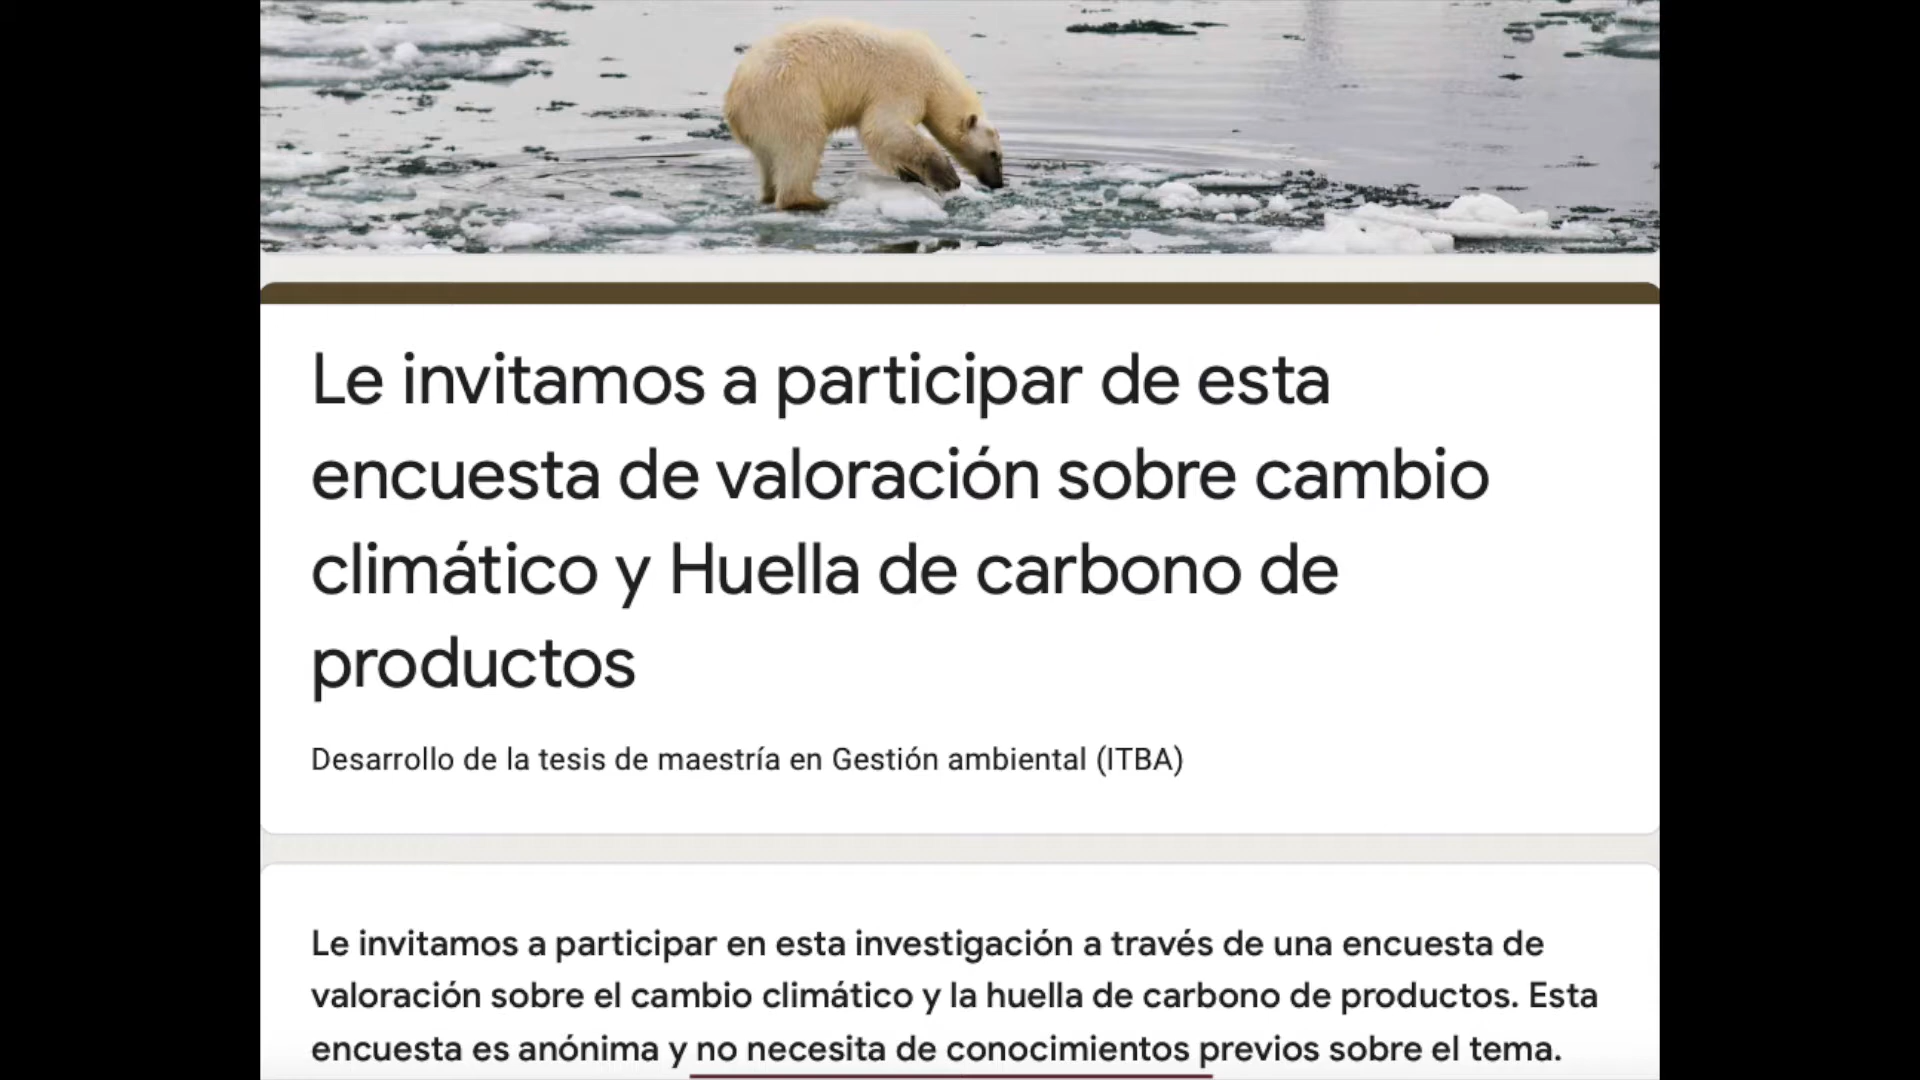 Le invitamos a participar de esta
encuesta de valoración sobre cambio
climático y Huella de carbono de
productos
Desarrollo de la tesis de maestría en Gestión ambiental (ITBA)
Le invitamos a participar en esta investigación a través de una encuesta de
valoración sobre el cambio climático y la huella de carbono de productos. Esta
encuesta es anónima y no necesita de conocimientos previos sobre el tema.